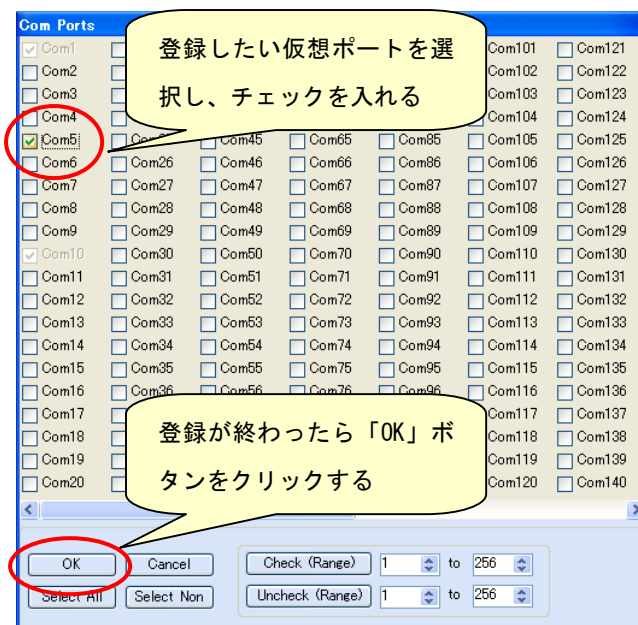 Com Ports
登録したい仮想ポートを選
択し、チェックを入れる
Com1 Com101 Com121
Com2 Com102 Com122
Com3 Com103 Com123
Com4 Com104 Com124
Com5 Com45 Com65 Com85 Com105 Com125
Com6 Com26 Com46 Com66 Com86 Com106 Com126
Com7 Com27 Com47 Com67 Com87 Com107 Com127
Com8 Com28 Com48 Com68 Com88 Com108 Com128
Com9 Com29 Com49 Com69 Com89 Com109 Com129
Com10 Com30 Com50 Com70 Com90 Com110 Com130
Com11 Com31 Com51 Com71 Com91 Com111 Com131
Com12 Com32 Com52 Com72 Com92 Com112 Com132
Com13 Com33 Com53 Com73 Com93 Com113 Com133
Com14 Com34 Com54 Com74 Com94 Com114 Com134
Com15 Com35 Com55 Com75 Com95 Com115 Com135
Com16 Com36 Com56 Com76 Com96 Com116 Com136
Com17 Com117 Com137
Com18 Com118 Com138
Com19 Com119 Com139
Com20 Com120 Com140
登録が終わったら「OK」ボ
タンをクリックする
OK Cancel Check (Range) 1 to 256
Select All Select Non Uncheck (Range) 1 to 256